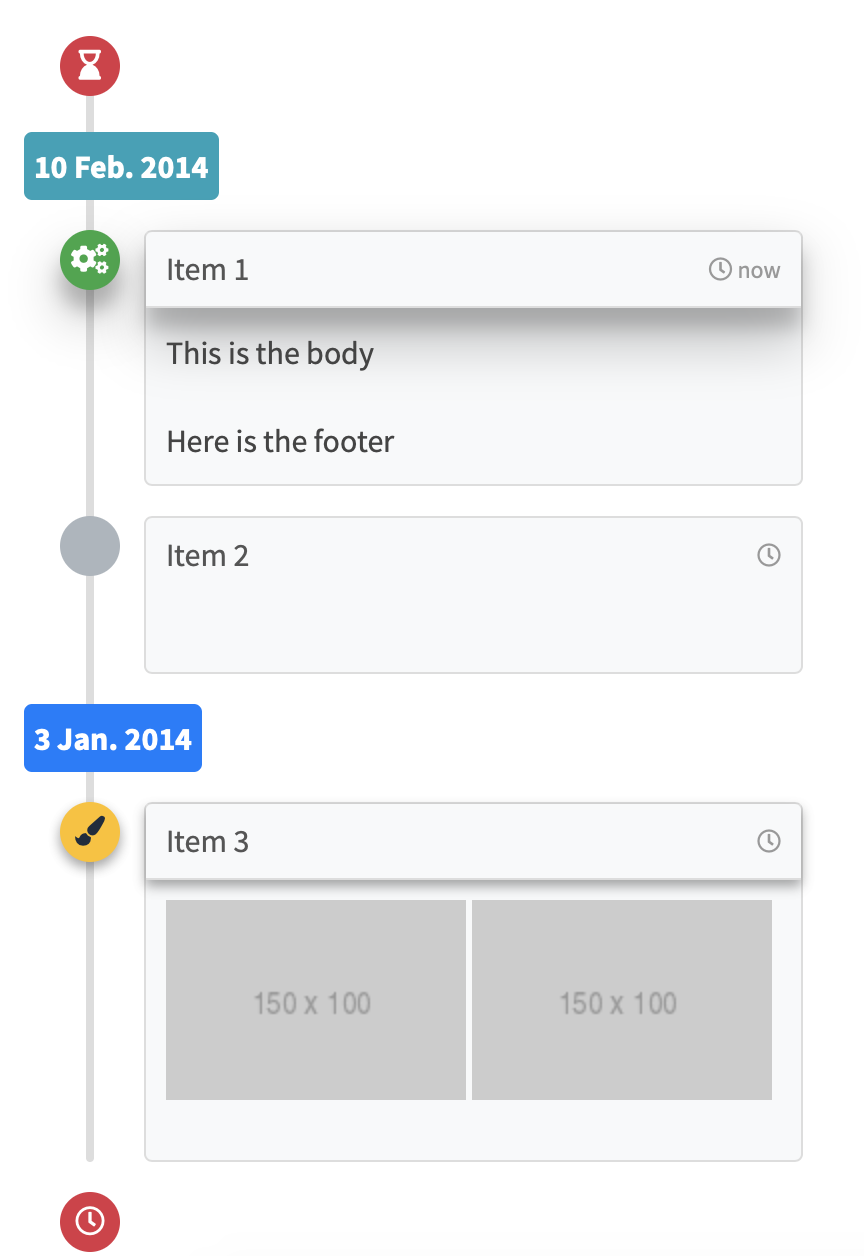 10 Feb. 2014
Item 1 now
This is the body
Here is the footer
Item 2
3 Jan. 2014
Item 3
150 x 100 150 x 100